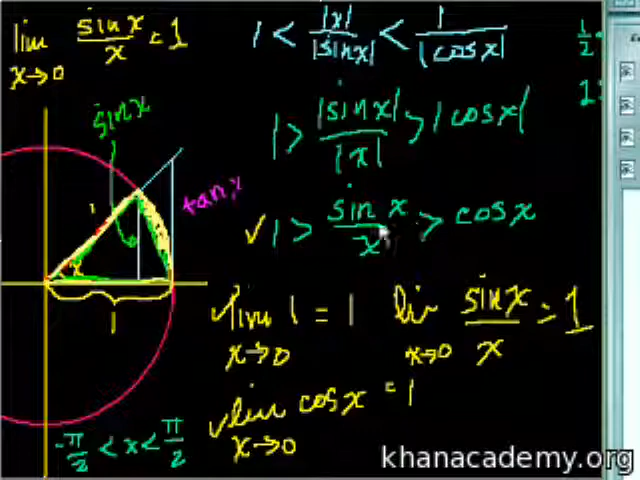 lim x→0 sin x / x = 1
1 < |x| / |sin x| < 1 / |cos x|
1 > |sin x| / |x| > |cos x|
sin x
tan x
1
✓ 1 > sin x / x > cos x
1
✓ lim x→0 1 = 1
lim x→0 sin x / x = 1
✓ lim x→0 cos x = 1
-π/2 < x < π/2
khanacademy.org